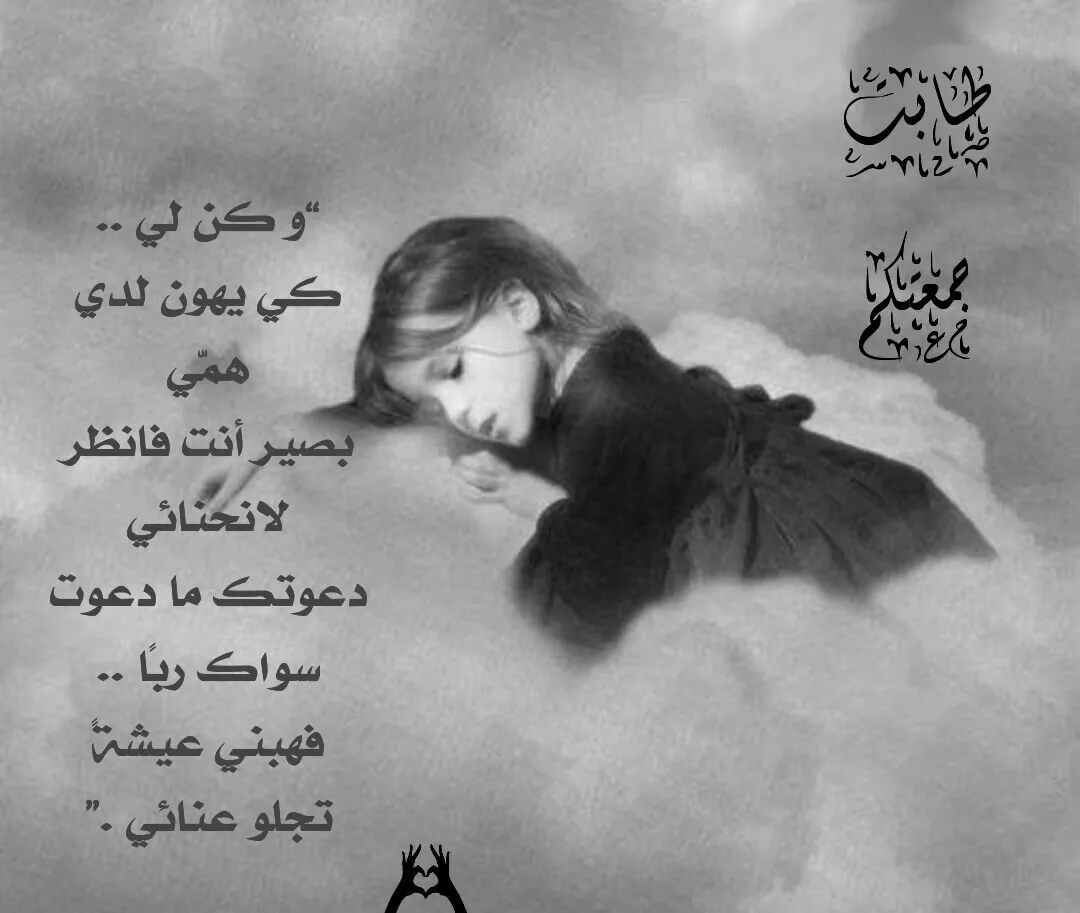 طابت
جمعتكم
“و كن لي ..
كي يهون لدي
همّي
بصير أنت فانظر
لانحنائي
دعوتك ما دعوت
سواك ربًا ..
فهبني عيشةً
تجلو عنائي .”